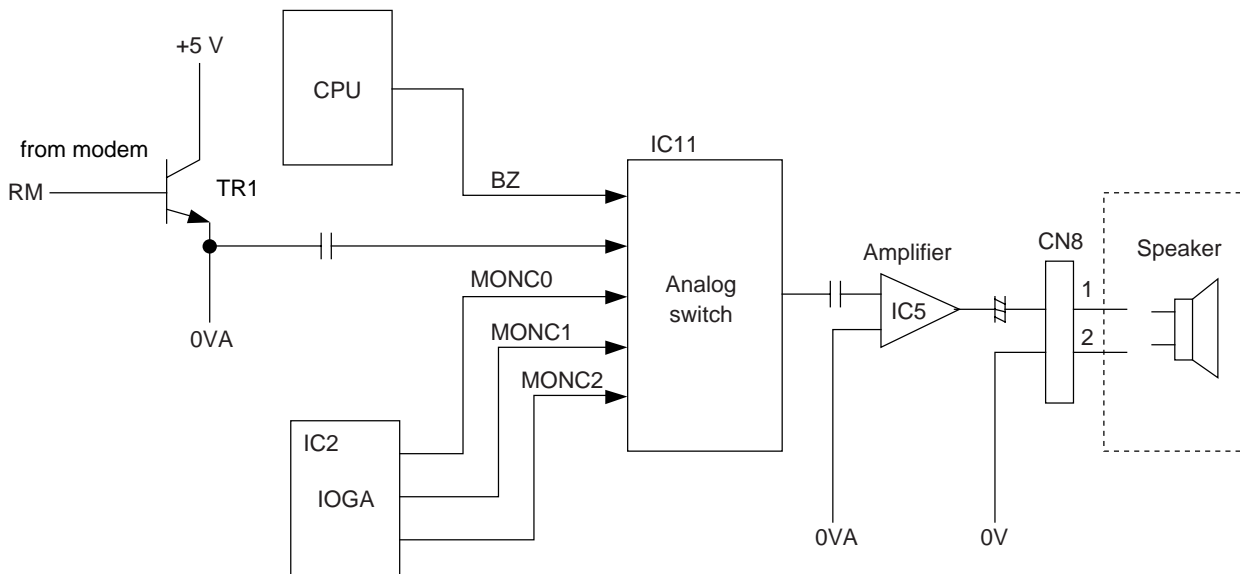 +5 V
CPU
from modem
RM
TR1
BZ
IC11
MONC0
MONC1
MONC2
0VA
Analog
switch
Amplifier
IC5
CN8
1
2
Speaker
IC2
IOGA
0VA
0V